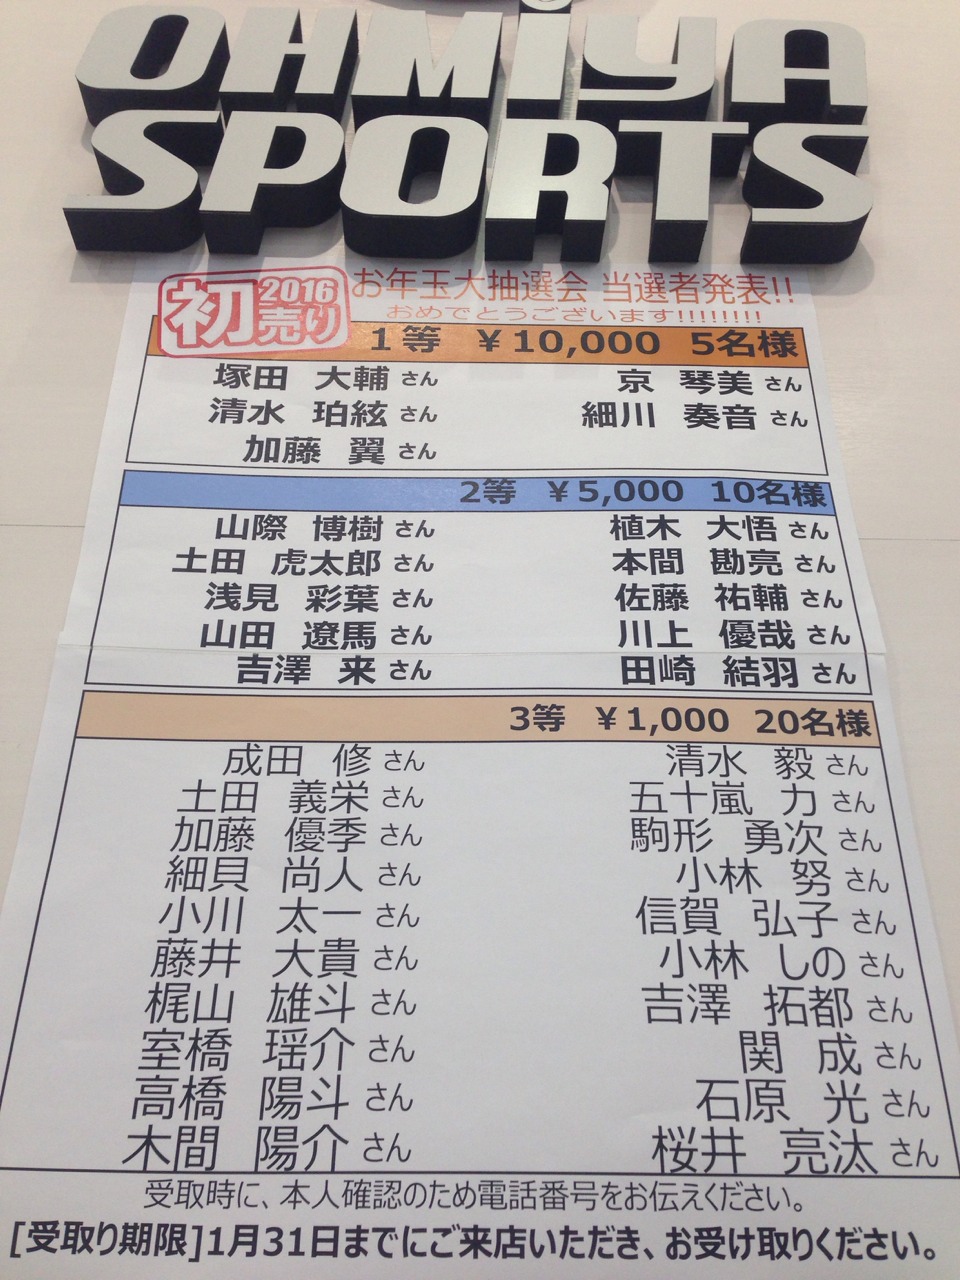 OHMiYA
SPORTS
2016
初売り
お年玉大抽選会 当選者発表!!
おめでとうございます!!!!!!!!
1等 ¥10,000 5名様
塚田 大輔 さん 京 琴美 さん
清水 珀絃 さん 細川 奏音 さん
加藤 翼 さん
2等 ¥5,000 10名様
山際 博樹 さん 植木 大悟 さん
土田 虎太郎 さん 本間 勘亮 さん
浅見 彩葉 さん 佐藤 祐輔 さん
山田 遼馬 さん 川上 優哉 さん
吉澤 来 さん 田崎 結羽 さん
3等 ¥1,000 20名様
成田 修 さん 清水 毅 さん
土田 義栄 さん 五十嵐 力 さん
加藤 優季 さん 駒形 勇次 さん
細貝 尚人 さん 小林 努 さん
小川 太一 さん 信賀 弘子 さん
藤井 大貴 さん 小林 しの さん
梶山 雄斗 さん 吉澤 拓都 さん
室橋 瑶介 さん 関 成 さん
高橋 陽斗 さん 石原 光 さん
木間 陽介 さん 桜井 亮汰 さん
受取時に、本人確認のため電話番号をお伝えください。
[受取り期限]1月31日までにご来店いただき、お受け取りください。